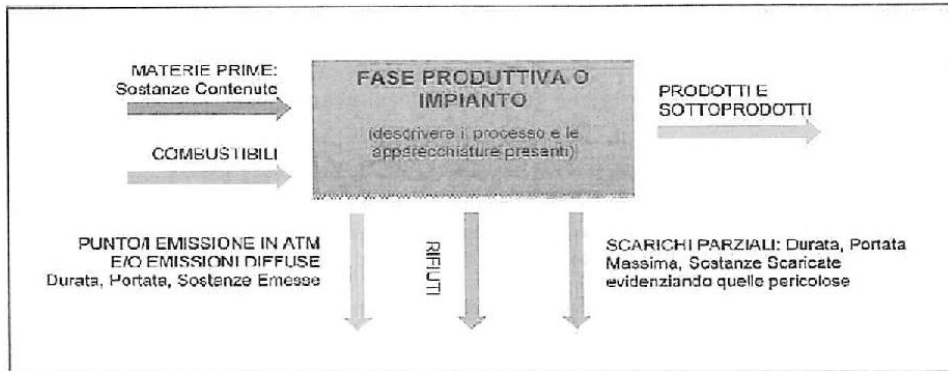 MATERIE PRIME:
Sostanze Contenute
COMBUSTIBILI
FASE PRODUTTIVA O
IMPIANTO
(descrivere il processo e le
apparecchiature presenti)
PRODOTTI E
SOTTOPRODOTTI
PUNTO/I EMISSIONE IN ATM
E/O EMISSIONI DIFFUSE
Durata, Portata, Sostanze Emesse
RIFIUTI
SCARICHI PARZIALI: Durata, Portata
Massima, Sostanze Scaricate
evidenziando quelle pericolose